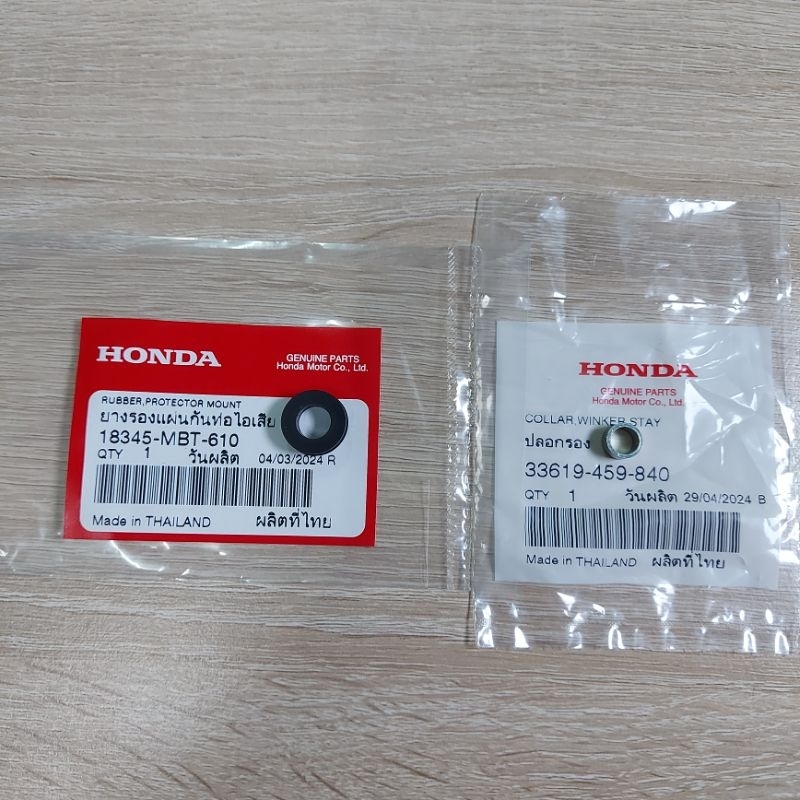 HONDA
GENUINE PARTS
Honda Motor Co., Ltd.
RUBBER,PROTECTOR MOUNT
ยางรองแผ่นกันท่อไอเสีย
18345-MBT-610
QTY 1 วันผลิต 04/03/2024 R
Made in THAILAND ผลิตที่ไทย
HONDA
GENUINE PARTS
Honda Motor Co., Ltd.
COLLAR,WINKER STAY
ปลอกรอง
33619-459-840
QTY 1 วันผลิต 29/04/2024 B
Made in THAILAND ผลิตที่ไทย